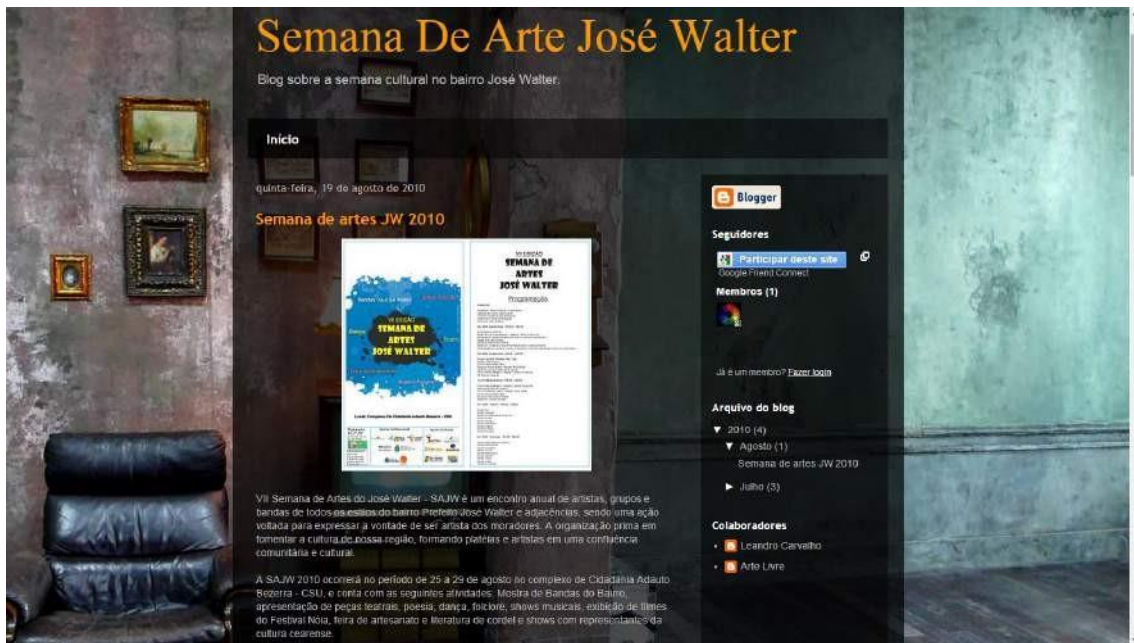 Semana De Arte José Walter
Blog sobre a semana cultural no bairro José Walter.
Início
quinta-feira, 19 de agosto de 2010
Semana de artes JW 2010
VII EDIÇÃO
SEMANA DE
ARTES
JOSÉ WALTER
VII EDIÇÃO
SEMANA DE
ARTES
JOSÉ WALTER
Programação
VII Semana de Artes do José Walter - SAJW é um encontro anual de artistas, grupos e
bandas de todos os estilos do bairro Prefeito José Walter e adjacências, sendo uma ação
voltada para expressar a vontade de ser artista dos moradores. A organização prima em
fomentar a cultura de nossa região, formando platéias e artistas em uma confluência
comunitária e cultural.
A SAJW 2010 ocorrerá no período de 25 a 29 de agosto no complexo de Cidadania Adauto
Bezerra - CSU, e conta com as seguintes atividades: Mostra de Bandas do Bairro,
apresentação de peças teatrais, poesia, dança, folclore, shows musicais, exibição de filmes
do Festival Nóia, feira de artesanato e literatura de cordel e shows com representantes da
cultura cearense.
Blogger
Seguidores
Participar deste site
Google Friend Connect
Membros (1)
Já é um membro? Fazer login
Arquivo do blog
▼ 2010 (4)
▼ Agosto (1)
Semana de artes JW 2010
► Julho (3)
Colaboradores
Leandro Carvalho
Arte Livre